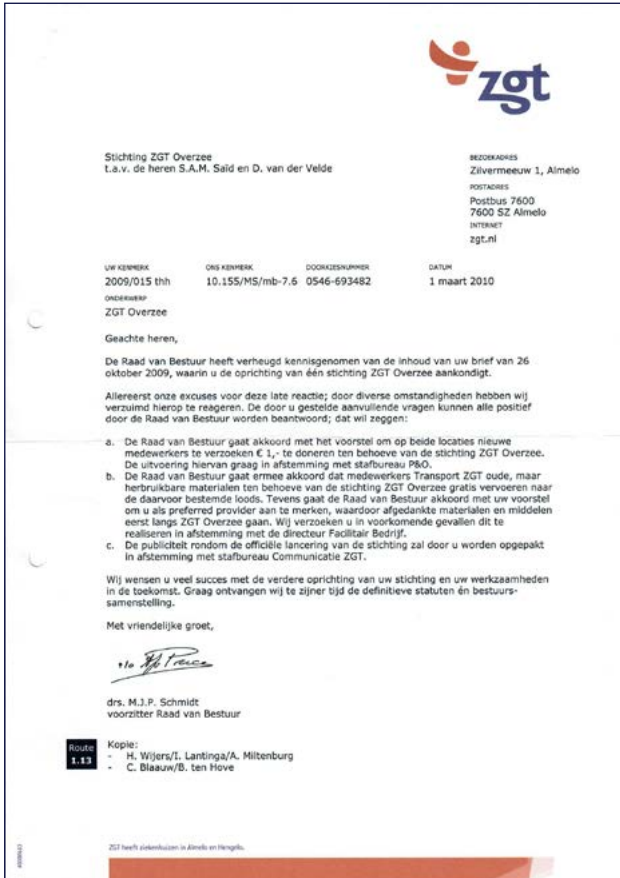 zgt
Stichting ZGT Overzee
t.a.v. de heren S.A.M. Saïd en D. van der Velde
BEZOEKADRES
Zilvermeeuw 1, Almelo
POSTADRES
Postbus 7600
7600 SZ Almelo
INTERNET
zgt.nl
UW KENMERK ONS KENMERK DOORKIESNUMMER DATUM
2009/015 thh 10.155/MS/mb-7.6 0546-693482 1 maart 2010
ONDERWERP
ZGT Overzee
Geachte heren,
De Raad van Bestuur heeft verheugd kennisgenomen van de inhoud van uw brief van 26
oktober 2009, waarin u de oprichting van één stichting ZGT Overzee aankondigt.
Allereerst onze excuses voor deze late reactie; door diverse omstandigheden hebben wij
verzuimd hierop te reageren. De door u gestelde aanvullende vragen kunnen alle positief
door de Raad van Bestuur worden beantwoord; dat wil zeggen:
a. De Raad van Bestuur gaat akkoord met het voorstel om op beide locaties nieuwe
medewerkers te verzoeken € 1,- te doneren ten behoeve van de stichting ZGT Overzee.
De uitvoering hiervan graag in afstemming met stafbureau P&O.
b. De Raad van Bestuur gaat ermee akkoord dat medewerkers Transport ZGT oude, maar
herbruikbare materialen ten behoeve van de stichting ZGT Overzee gratis vervoeren naar
de daarvoor bestemde loods. Tevens gaat de Raad van Bestuur akkoord met uw voorstel
om u als preferred provider aan te merken, waardoor afgedankte materialen en middelen
eerst langs ZGT Overzee gaan. Wij verzoeken u in voorkomende gevallen dit te
realiseren in afstemming met de directeur Facilitair Bedrijf.
c. De publiciteit rondom de officiële lancering van de stichting zal door u worden opgepakt
in afstemming met stafbureau Communicatie ZGT.
Wij wensen u veel succes met de verdere oprichting van uw stichting en uw werkzaamheden
in de toekomst. Graag ontvangen wij te zijner tijd de definitieve statuten én bestuurs-
samenstelling.
Met vriendelijke groet,
drs. M.J.P. Schmidt
voorzitter Raad van Bestuur
Route
1.13
Kopie:
- H. Wijers/I. Lantinga/A. Miltenburg
- C. Blaauw/B. ten Hove
ZGT heeft ziekenhuizen in Almelo en Hengelo.